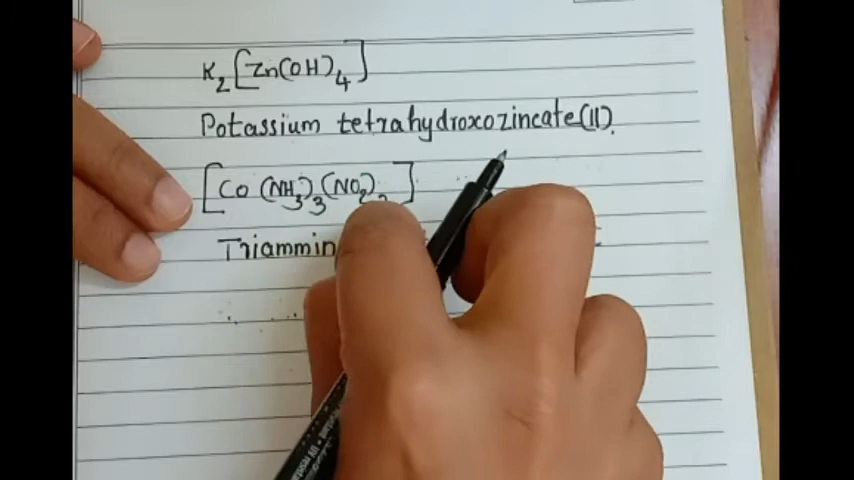 K₂[Zn(OH)₄]
Potassium tetrahydroxozincate(II).
[Co(NH₃)₃(NO₂)₃]
Triammin